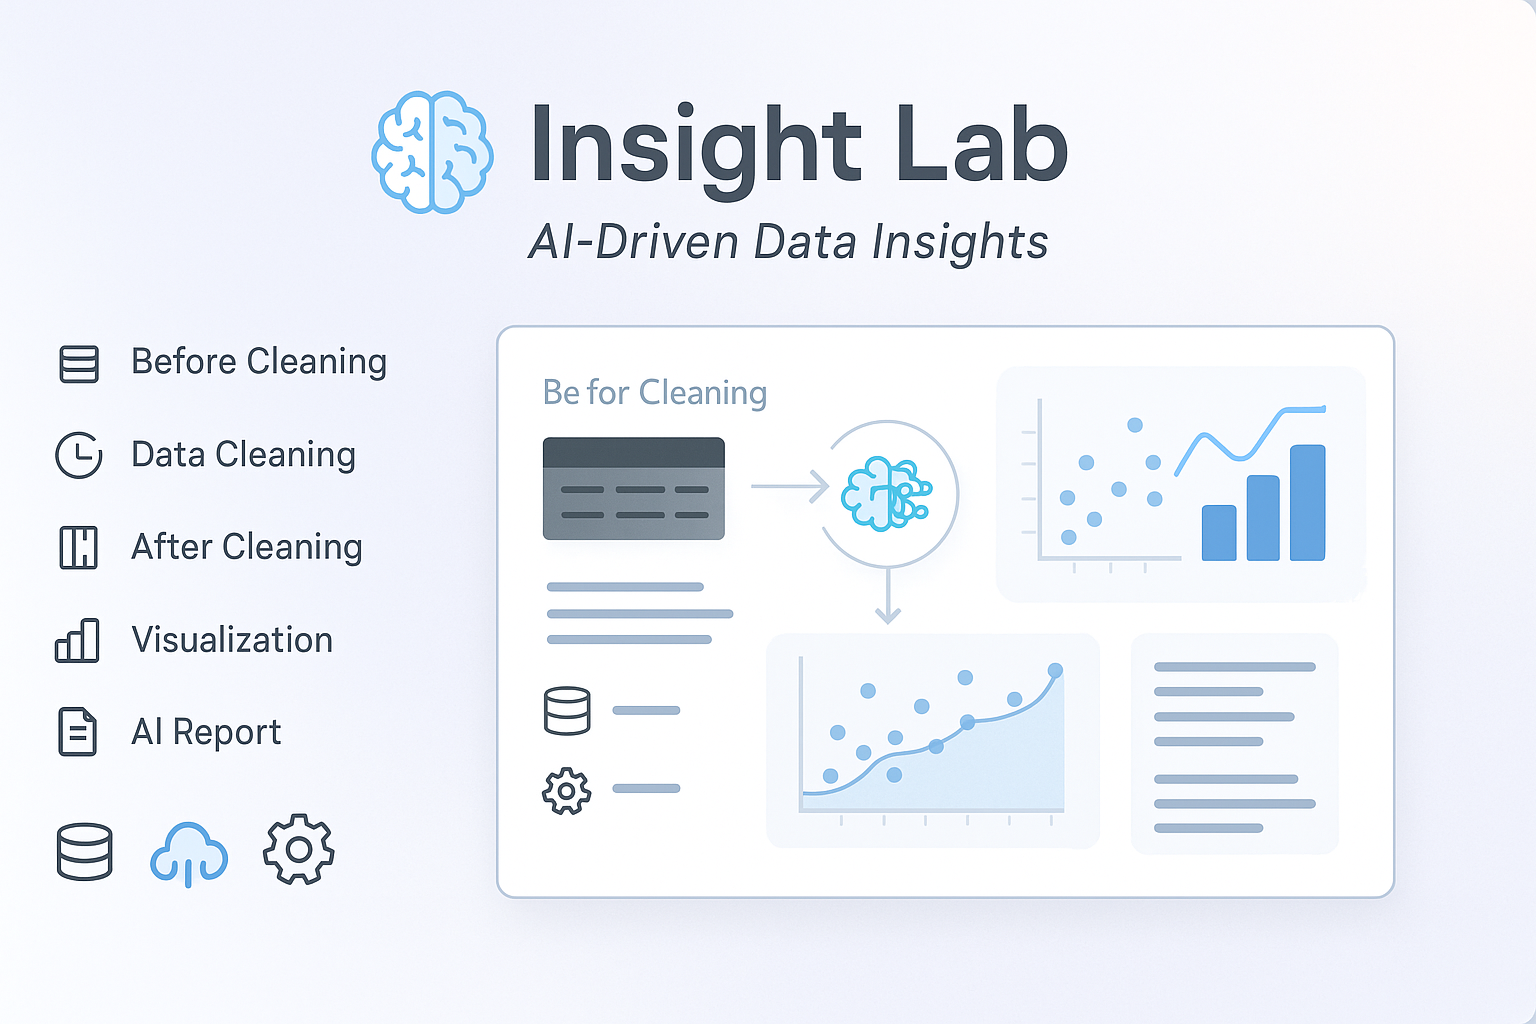 Insight Lab
AI-Driven Data Insights
Before Cleaning
Data Cleaning
After Cleaning
Visualization
AI Report
Be for Cleaning